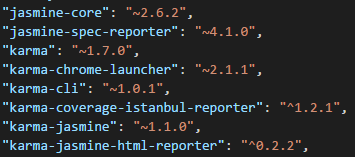 "jasmine-core": "~2.6.2",
"jasmine-spec-reporter": "~4.1.0",
"karma": "~1.7.0",
"karma-chrome-launcher": "~2.1.1",
"karma-cli": "~1.0.1",
"karma-coverage-istanbul-reporter": "^1.2.1",
"karma-jasmine": "~1.1.0",
"karma-jasmine-html-reporter": "^0.2.2",